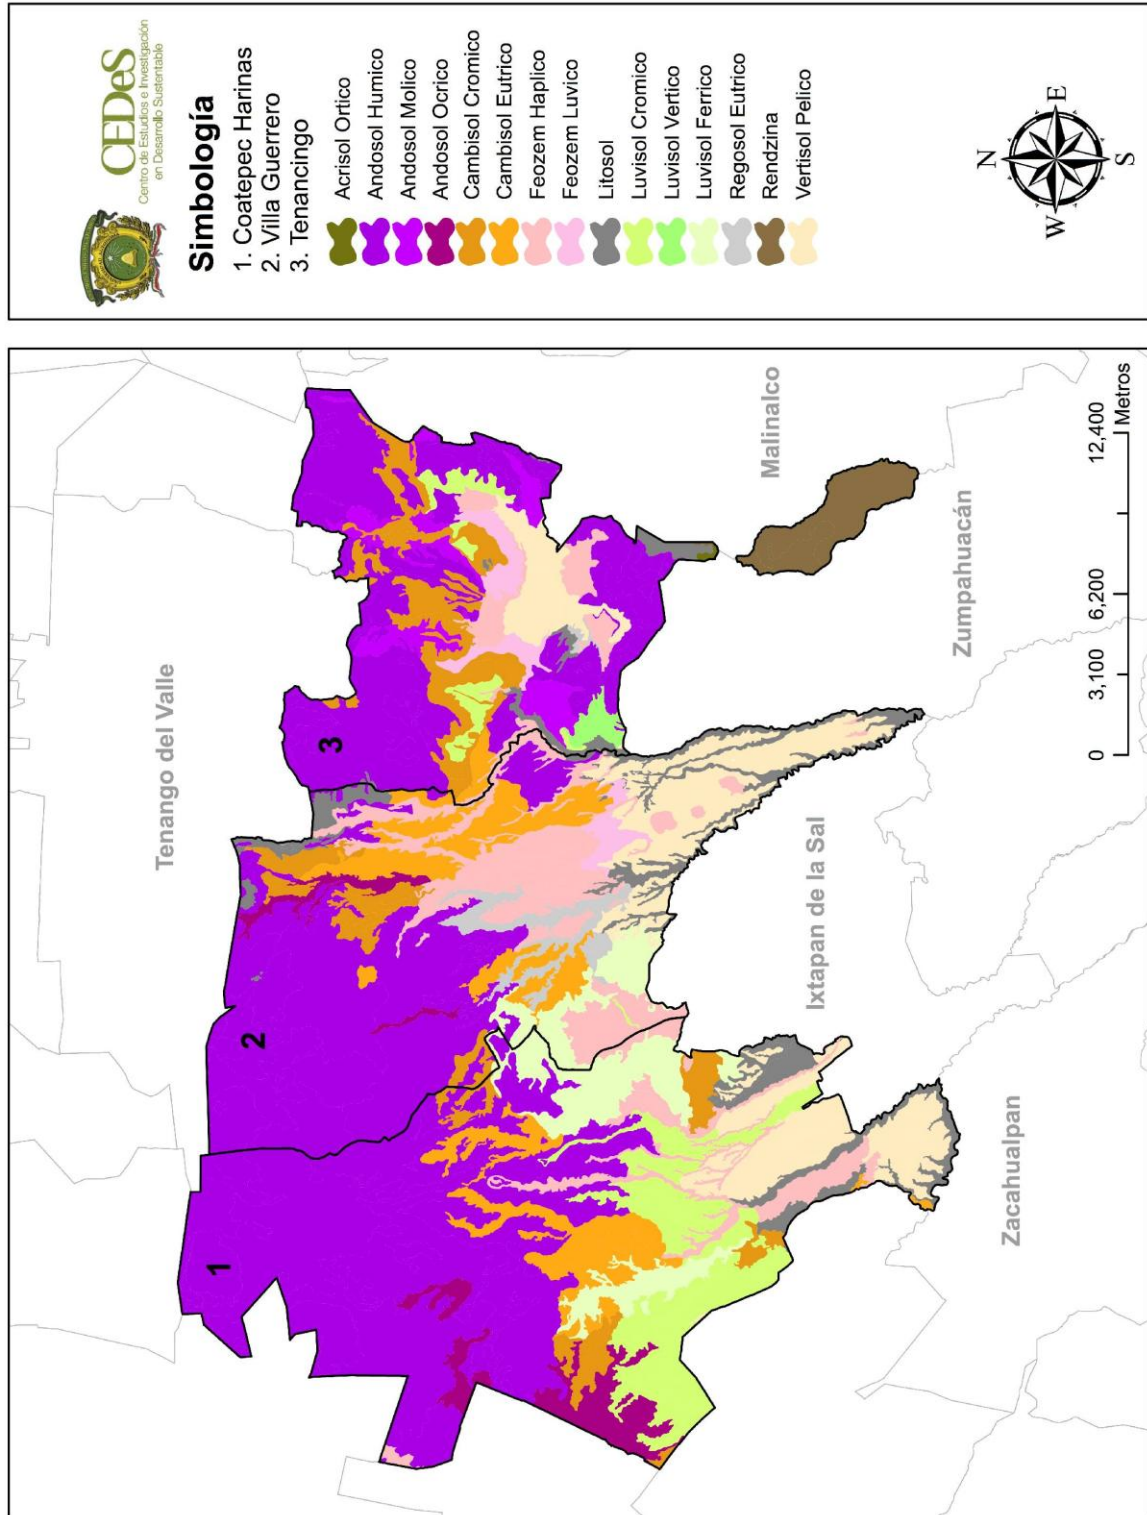 CEDeS
Centro de Estudios e Investigación
en Desarrollo Sustentable
Simbología
1. Coatepec Harinas
2. Villa Guerrero
3. Tenancingo
Acrisol Ortico
Andosol Humico
Andosol Molico
Andosol Ocrico
Cambisol Cromico
Cambisol Eutrico
Feozem Haplico
Feozem Luvico
Litosol
Luvisol Cromico
Luvisol Vertico
Luvisol Ferrico
Regosol Eutrico
Rendzina
Vertisol Pelico
N
W
E
S
Tenango del Valle
1
2
3
Malinalco
Zumpahuacán
Ixtapan de la Sal
Zacahualpan
0
3,100
6,200
12,400
Metros